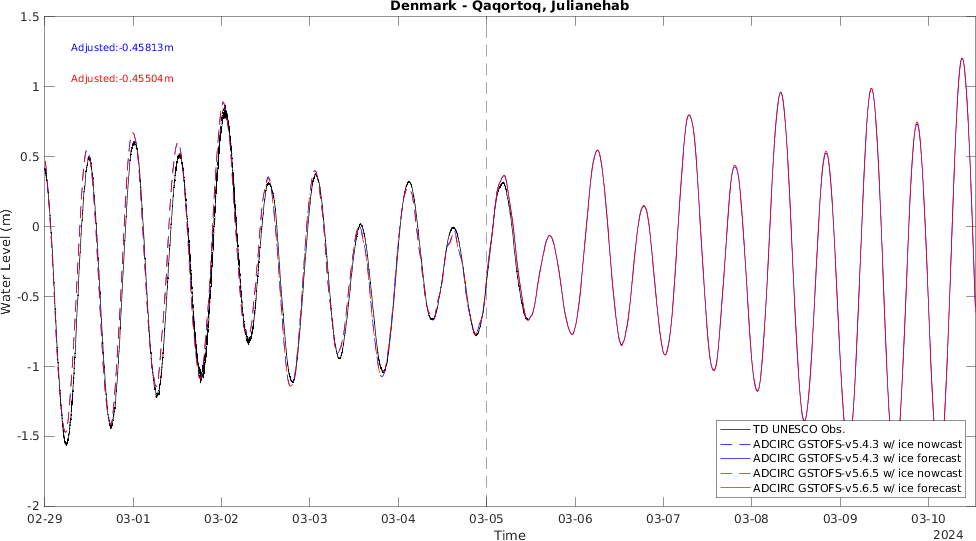 Denmark - Qaqortoq, Julianehab
1.5
Adjusted:-0.45813m
Adjusted:-0.45504m
1
0.5
0
-0.5
-1
-1.5
-2
Water Level (m)
TD UNESCO Obs.
ADCIRC GSTOFS-v5.4.3 w/ ice nowcast
ADCIRC GSTOFS-v5.4.3 w/ ice forecast
ADCIRC GSTOFS-v5.6.5 w/ ice nowcast
ADCIRC GSTOFS-v5.6.5 w/ ice forecast
02-29 03-01 03-02 03-03 03-04 03-05 03-06 03-07 03-08 03-09 03-10
Time
2024